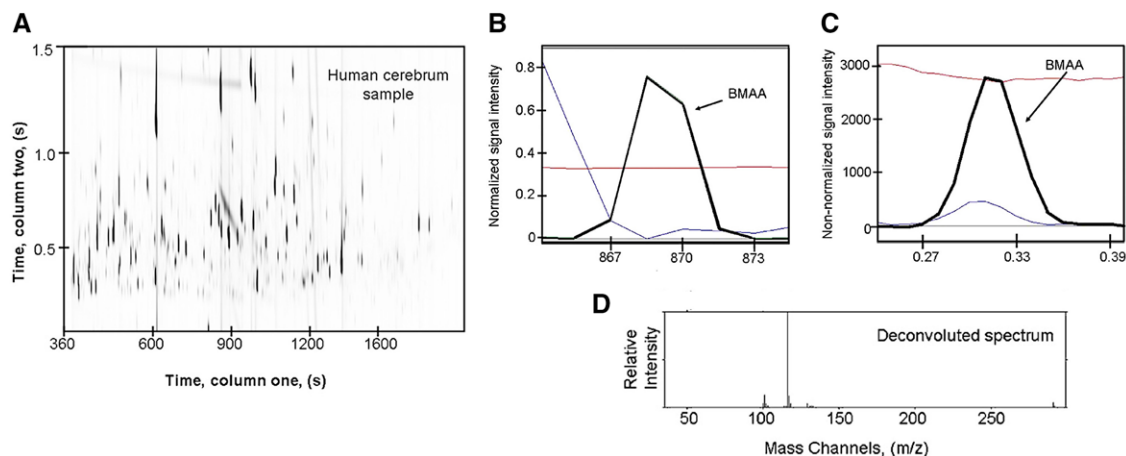 A
1.5
1.0
0.5
360
600
900
1200
1600
Time, column two, (s)
Time, column one, (s)
Human cerebrum
sample
B
0.8
0.6
0.4
0.2
0
867
870
873
Normalized signal intensity
BMAA
C
3000
2000
1000
0
0.27
0.33
0.39
Non-normalized signal intensity
BMAA
D
Relative
Intensity
Deconvoluted spectrum
50
100
150
200
250
Mass Channels, (m/z)